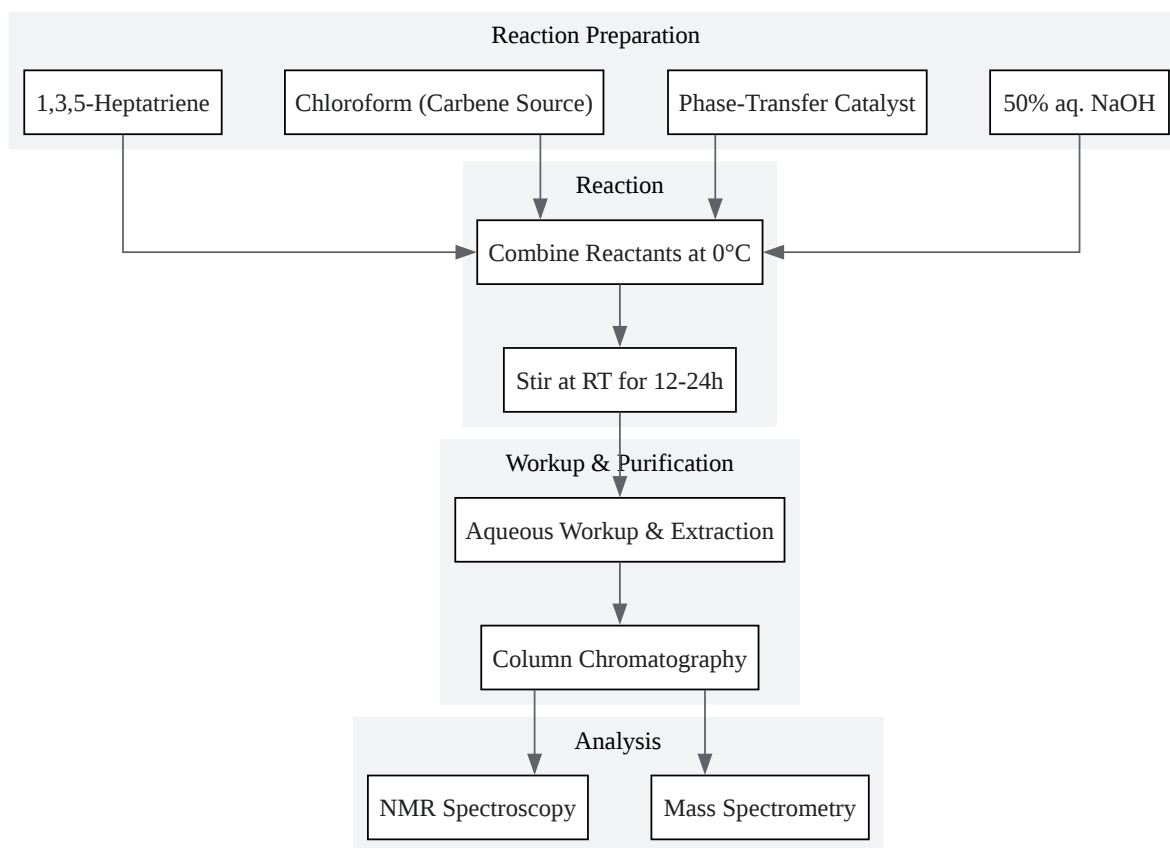 Reaction Preparation
1,3,5-Heptatriene
Chloroform (Carbene Source)
Phase-Transfer Catalyst
50% aq. NaOH
Reaction
Combine Reactants at 0°C
Stir at RT for 12-24h
Workup & Purification
Aqueous Workup & Extraction
Column Chromatography
Analysis
NMR Spectroscopy
Mass Spectrometry